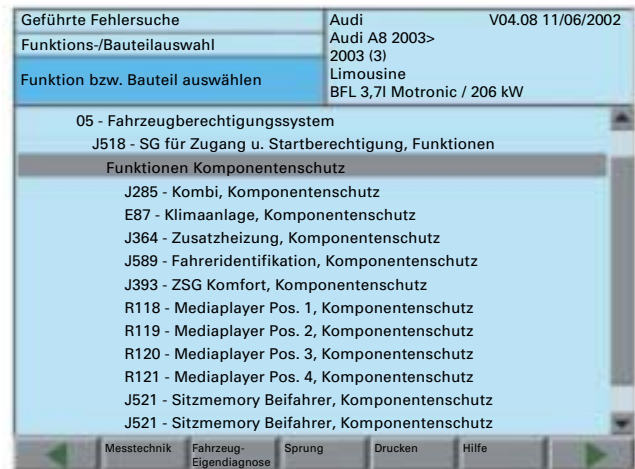 Geführte Fehlersuche
Funktions-/Bauteilauswahl
Funktion bzw. Bauteil auswählen
Audi V04.08 11/06/2002
Audi A8 2003>
2003 (3)
Limousine
BFL 3,7l Motronic / 206 kW
05 - Fahrzeugberechtigungssystem
J518 - SG für Zugang u. Startberechtigung, Funktionen
Funktionen Komponentenschutz
J285 - Kombi, Komponentenschutz
E87 - Klimaanlage, Komponentenschutz
J364 - Zusatzheizung, Komponentenschutz
J589 - Fahreridentifikation, Komponentenschutz
J393 - ZSG Komfort, Komponentenschutz
R118 - Mediaplayer Pos. 1, Komponentenschutz
R119 - Mediaplayer Pos. 2, Komponentenschutz
R120 - Mediaplayer Pos. 3, Komponentenschutz
R121 - Mediaplayer Pos. 4, Komponentenschutz
J521 - Sitzmemory Beifahrer, Komponentenschutz
J521 - Sitzmemory Beifahrer, Komponentenschutz
Messtechnik
Fahrzeug-
Eigendiagnose
Sprung
Drucken
Hilfe